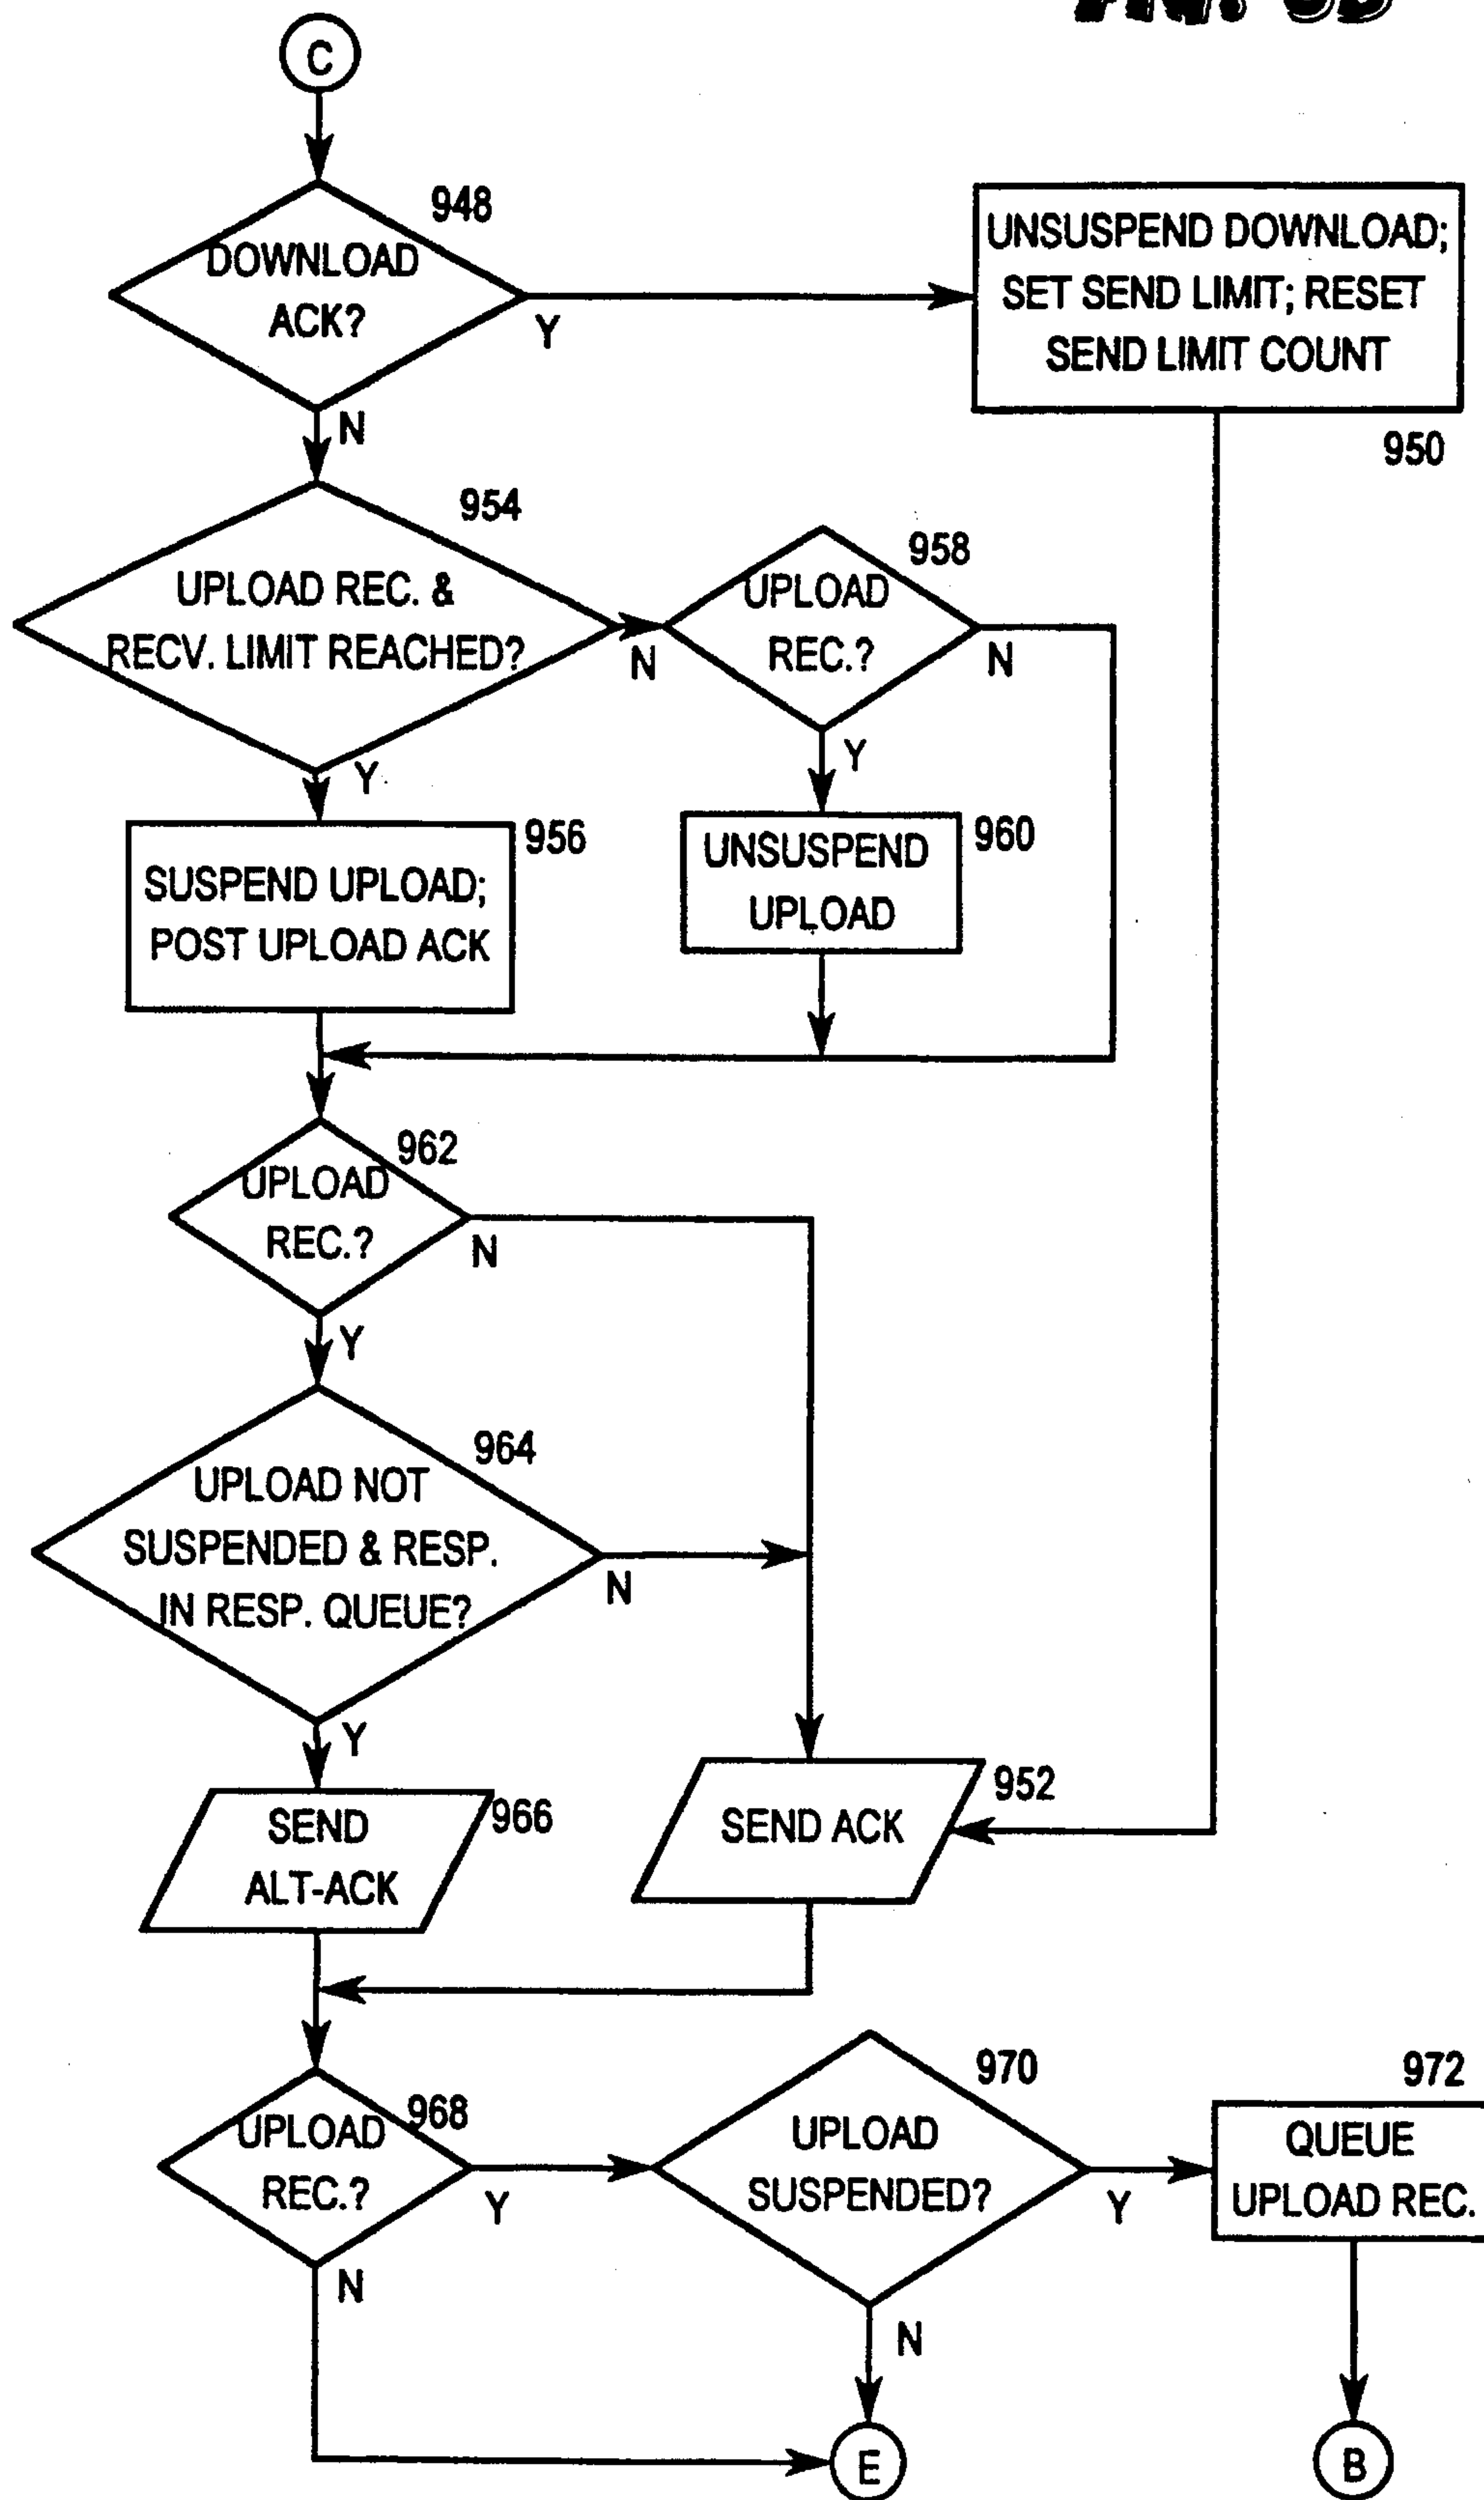 C
948
DOWNLOAD
ACK?
Y
N
UNSUSPEND DOWNLOAD;
SET SEND LIMIT; RESET
SEND LIMIT COUNT
950
954
UPLOAD REC. &
RECV. LIMIT REACHED?
N
Y
958
UPLOAD
REC.?
N
Y
956
SUSPEND UPLOAD;
POST UPLOAD ACK
960
UNSUSPEND
UPLOAD
962
UPLOAD
REC.?
N
Y
964
UPLOAD NOT
SUSPENDED & RESP.
IN RESP. QUEUE?
N
Y
966
SEND
ALT-ACK
952
SEND ACK
968
UPLOAD
REC.?
Y
N
970
UPLOAD
SUSPENDED?
Y
N
972
QUEUE
UPLOAD REC.
E
B